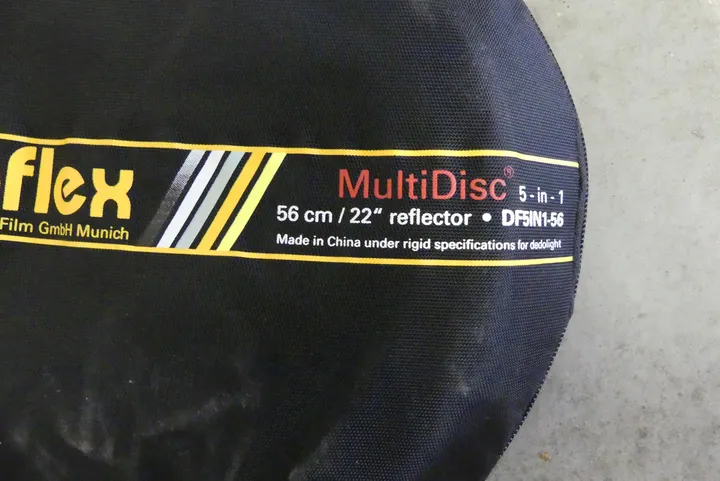 flex
Film GmbH Munich
MultiDisc® 5 - in - 1
56 cm / 22“ reflector • DF5IN1-56
Made in China under rigid specifications for dedolight